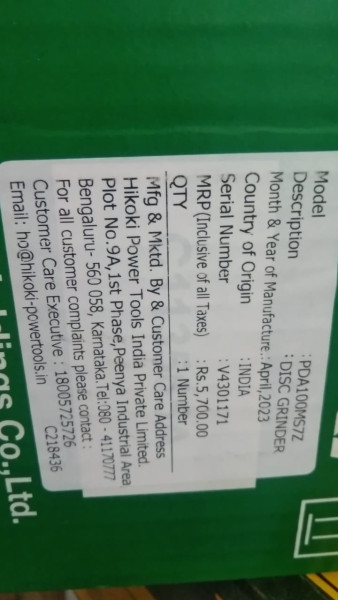 Model : PDA100MS7Z
Description : DISC GRINDER
Month & Year of Manufacture.: April,2023
Country of Origin : INDIA
Serial Number : V4301171
MRP (Inclusive of all Taxes) : Rs.5,700.00
QTY : 1 Number
Mfg & Mktd. By & Customer Care Address
Hikoki Power Tools India Private Limited.
Plot No.9A,1st Phase,Peenya Industrial Area,
Bengaluru- 560 058, Karnataka.Tel:080 - 41170777
For all customer complaints please contact :
Customer Care Executive : 18005725726
Email: ho@hikoki-powertools.in C218436
Co.,Ltd.